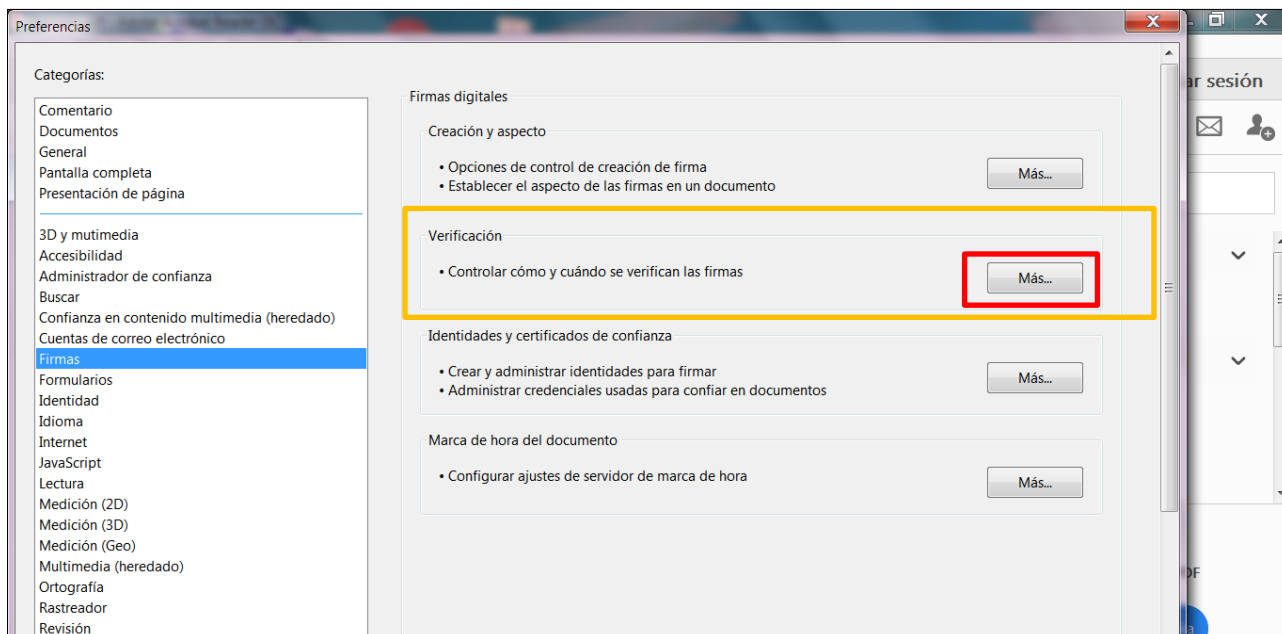 Preferencias
Categorías:
Comentario
Documentos
General
Pantalla completa
Presentación de página
3D y mutimedia
Accesibilidad
Administrador de confianza
Buscar
Confianza en contenido multimedia (heredado)
Cuentas de correo electrónico
Firmas
Formularios
Identidad
Idioma
Internet
JavaScript
Lectura
Medición (2D)
Medición (3D)
Medición (Geo)
Multimedia (heredado)
Ortografía
Rastreador
Revisión
Firmas digitales
Creación y aspecto
• Opciones de control de creación de firma
• Establecer el aspecto de las firmas en un documento
Más...
Verificación
• Controlar cómo y cuándo se verifican las firmas
Más...
Identidades y certificados de confianza
• Crear y administrar identidades para firmar
• Administrar credenciales usadas para confiar en documentos
Más...
Marca de hora del documento
• Configurar ajustes de servidor de marca de hora
Más...
ar sesión
DF
a